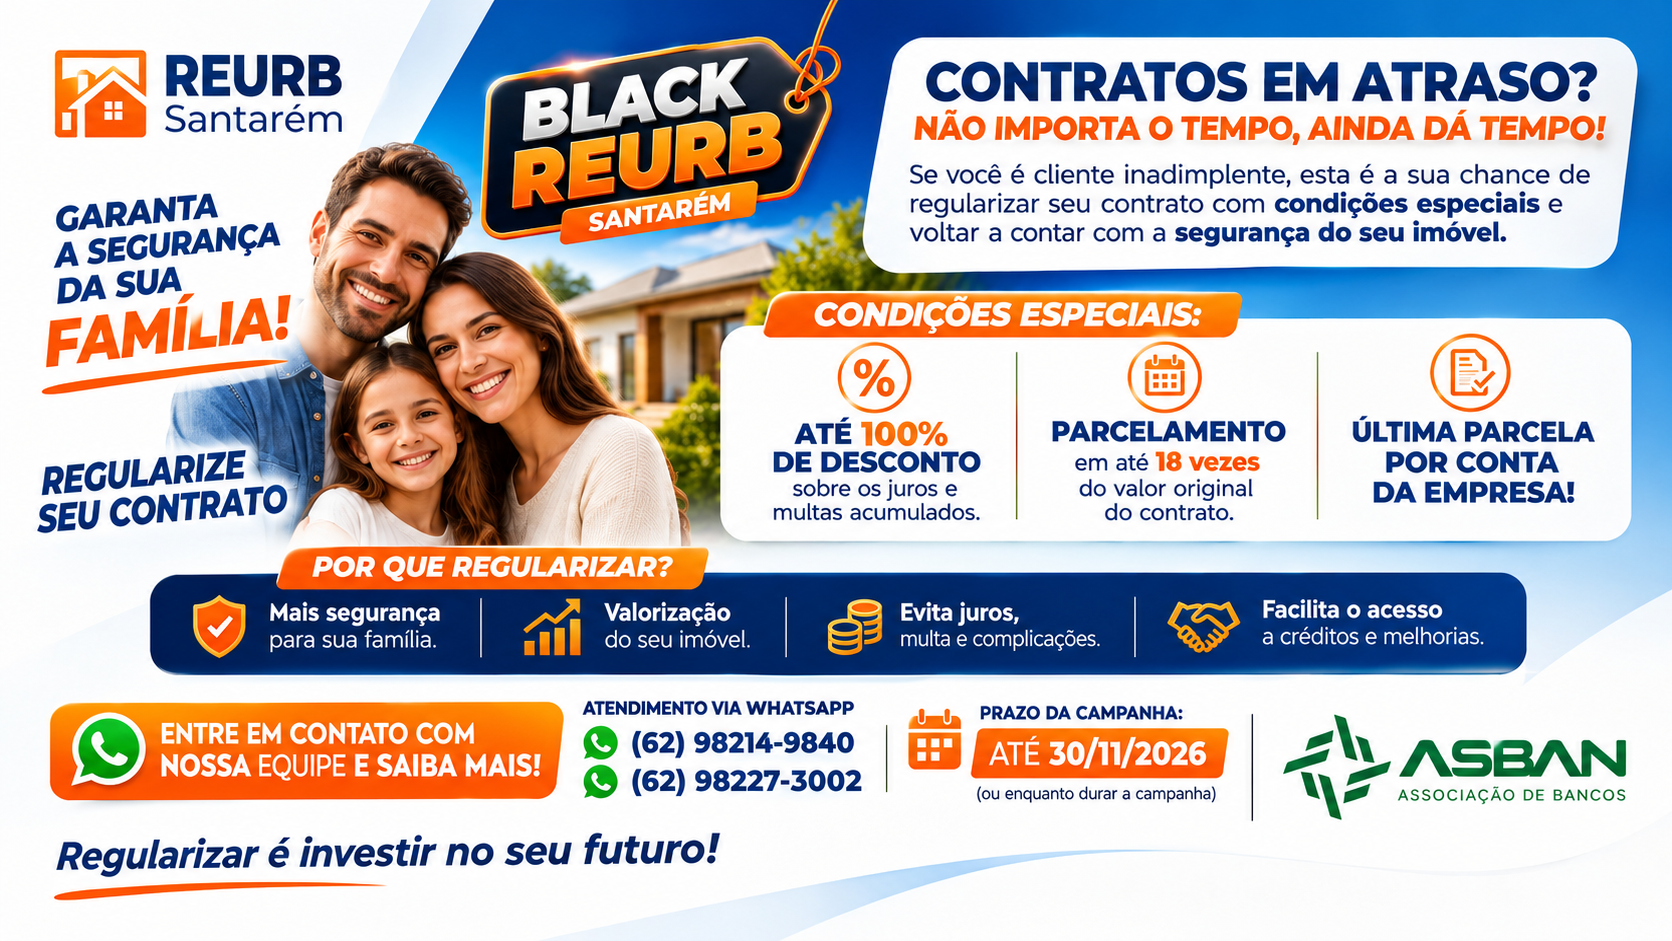 REURB
Santarém
GARANTA
A SEGURANÇA
DA SUA
FAMÍLIA!
REGULARIZE
SEU CONTRATO
BLACK
REURB
SANTARÉM
CONTRATOS EM ATRASO?
NÃO IMPORTA O TEMPO, AINDA DÁ TEMPO!
Se você é cliente inadimplente, esta é a sua chance de
regularizar seu contrato com condições especiais e
voltar a contar com a segurança do seu imóvel.
CONDIÇÕES ESPECIAIS:
%
ATÉ 100%
DE DESCONTO
sobre os juros e
multas acumulados.
PARCELAMENTO
em até 18 vezes
do valor original
do contrato.
ÚLTIMA PARCELA
POR CONTA
DA EMPRESA!
POR QUE REGULARIZAR?
Mais segurança
para sua família.
Valorização
do seu imóvel.
Evita juros,
multa e complicações.
Facilita o acesso
a créditos e melhorias.
ENTRE EM CONTATO COM
NOSSA EQUIPE E SAIBA MAIS!
ATENDIMENTO VIA WHATSAPP
(62) 98214-9840
(62) 98227-3002
PRAZO DA CAMPANHA:
ATÉ 30/11/2026
(ou enquanto durar a campanha)
ASBAN
ASSOCIAÇÃO DE BANCOS
Regularizar é investir no seu futuro!